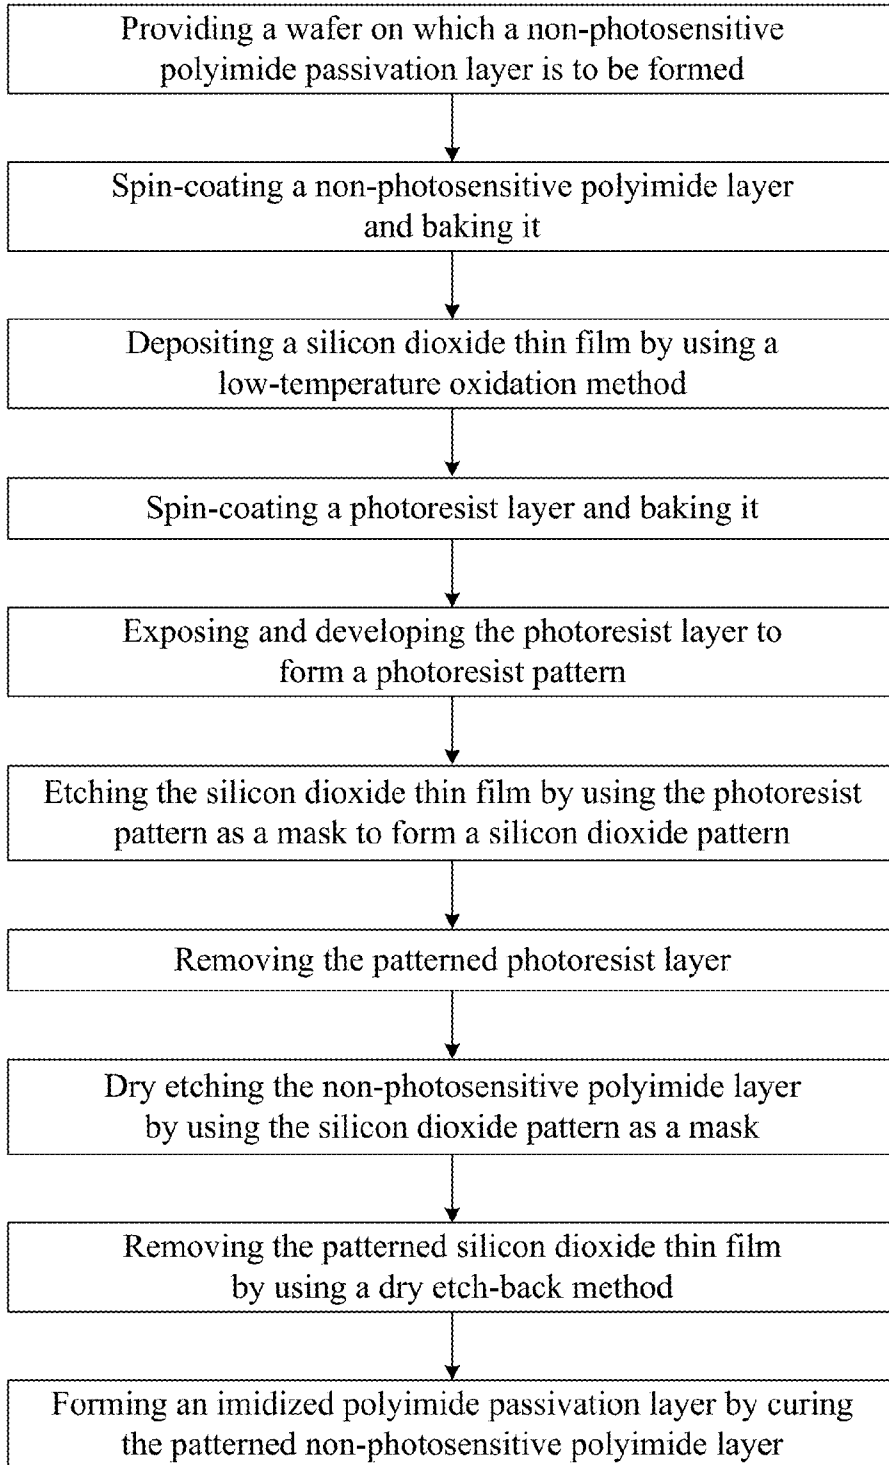 Providing a wafer on which a non-photosensitive
polyimide passivation layer is to be formed
Spin-coating a non-photosensitive polyimide layer
and baking it
Depositing a silicon dioxide thin film by using a
low-temperature oxidation method
Spin-coating a photoresist layer and baking it
Exposing and developing the photoresist layer to
form a photoresist pattern
Etching the silicon dioxide thin film by using the photoresist
pattern as a mask to form a silicon dioxide pattern
Removing the patterned photoresist layer
Dry etching the non-photosensitive polyimide layer
by using the silicon dioxide pattern as a mask
Removing the patterned silicon dioxide thin film
by using a dry etch-back method
Forming an imidized polyimide passivation layer by curing
the patterned non-photosensitive polyimide layer